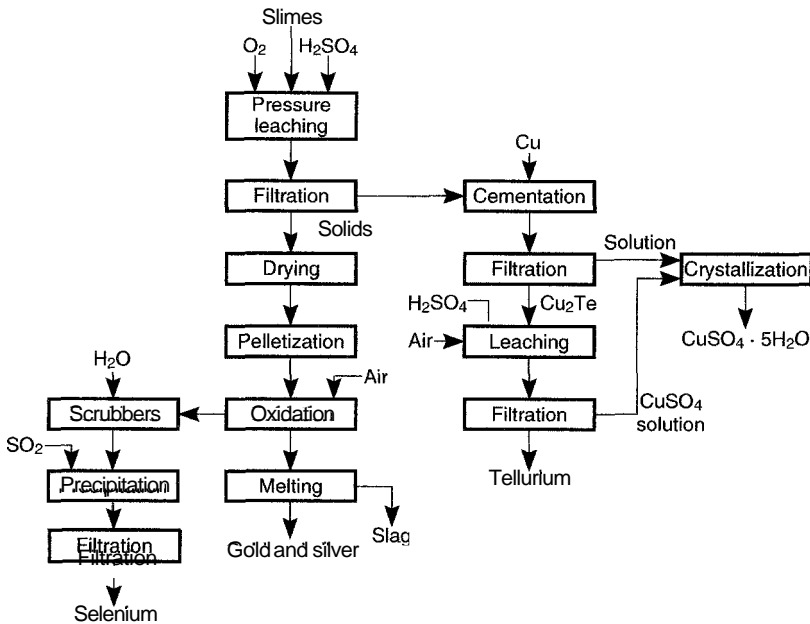 Slimes
O₂
H₂SO₄
Pressure
leaching
Cu
Filtration
Cementation
Solids
Solution
Drying
Filtration
Crystallization
H₂SO₄
Cu₂Te
Pelletization
Air
Leaching
CuSO₄ · 5H₂O
H₂O
Air
Scrubbers
Oxidation
Filtration
CuSO₄
solution
SO₂
Precipitation
Melting
Tellurium
Slag
Filtration
Filtration
Gold and silver
Selenium